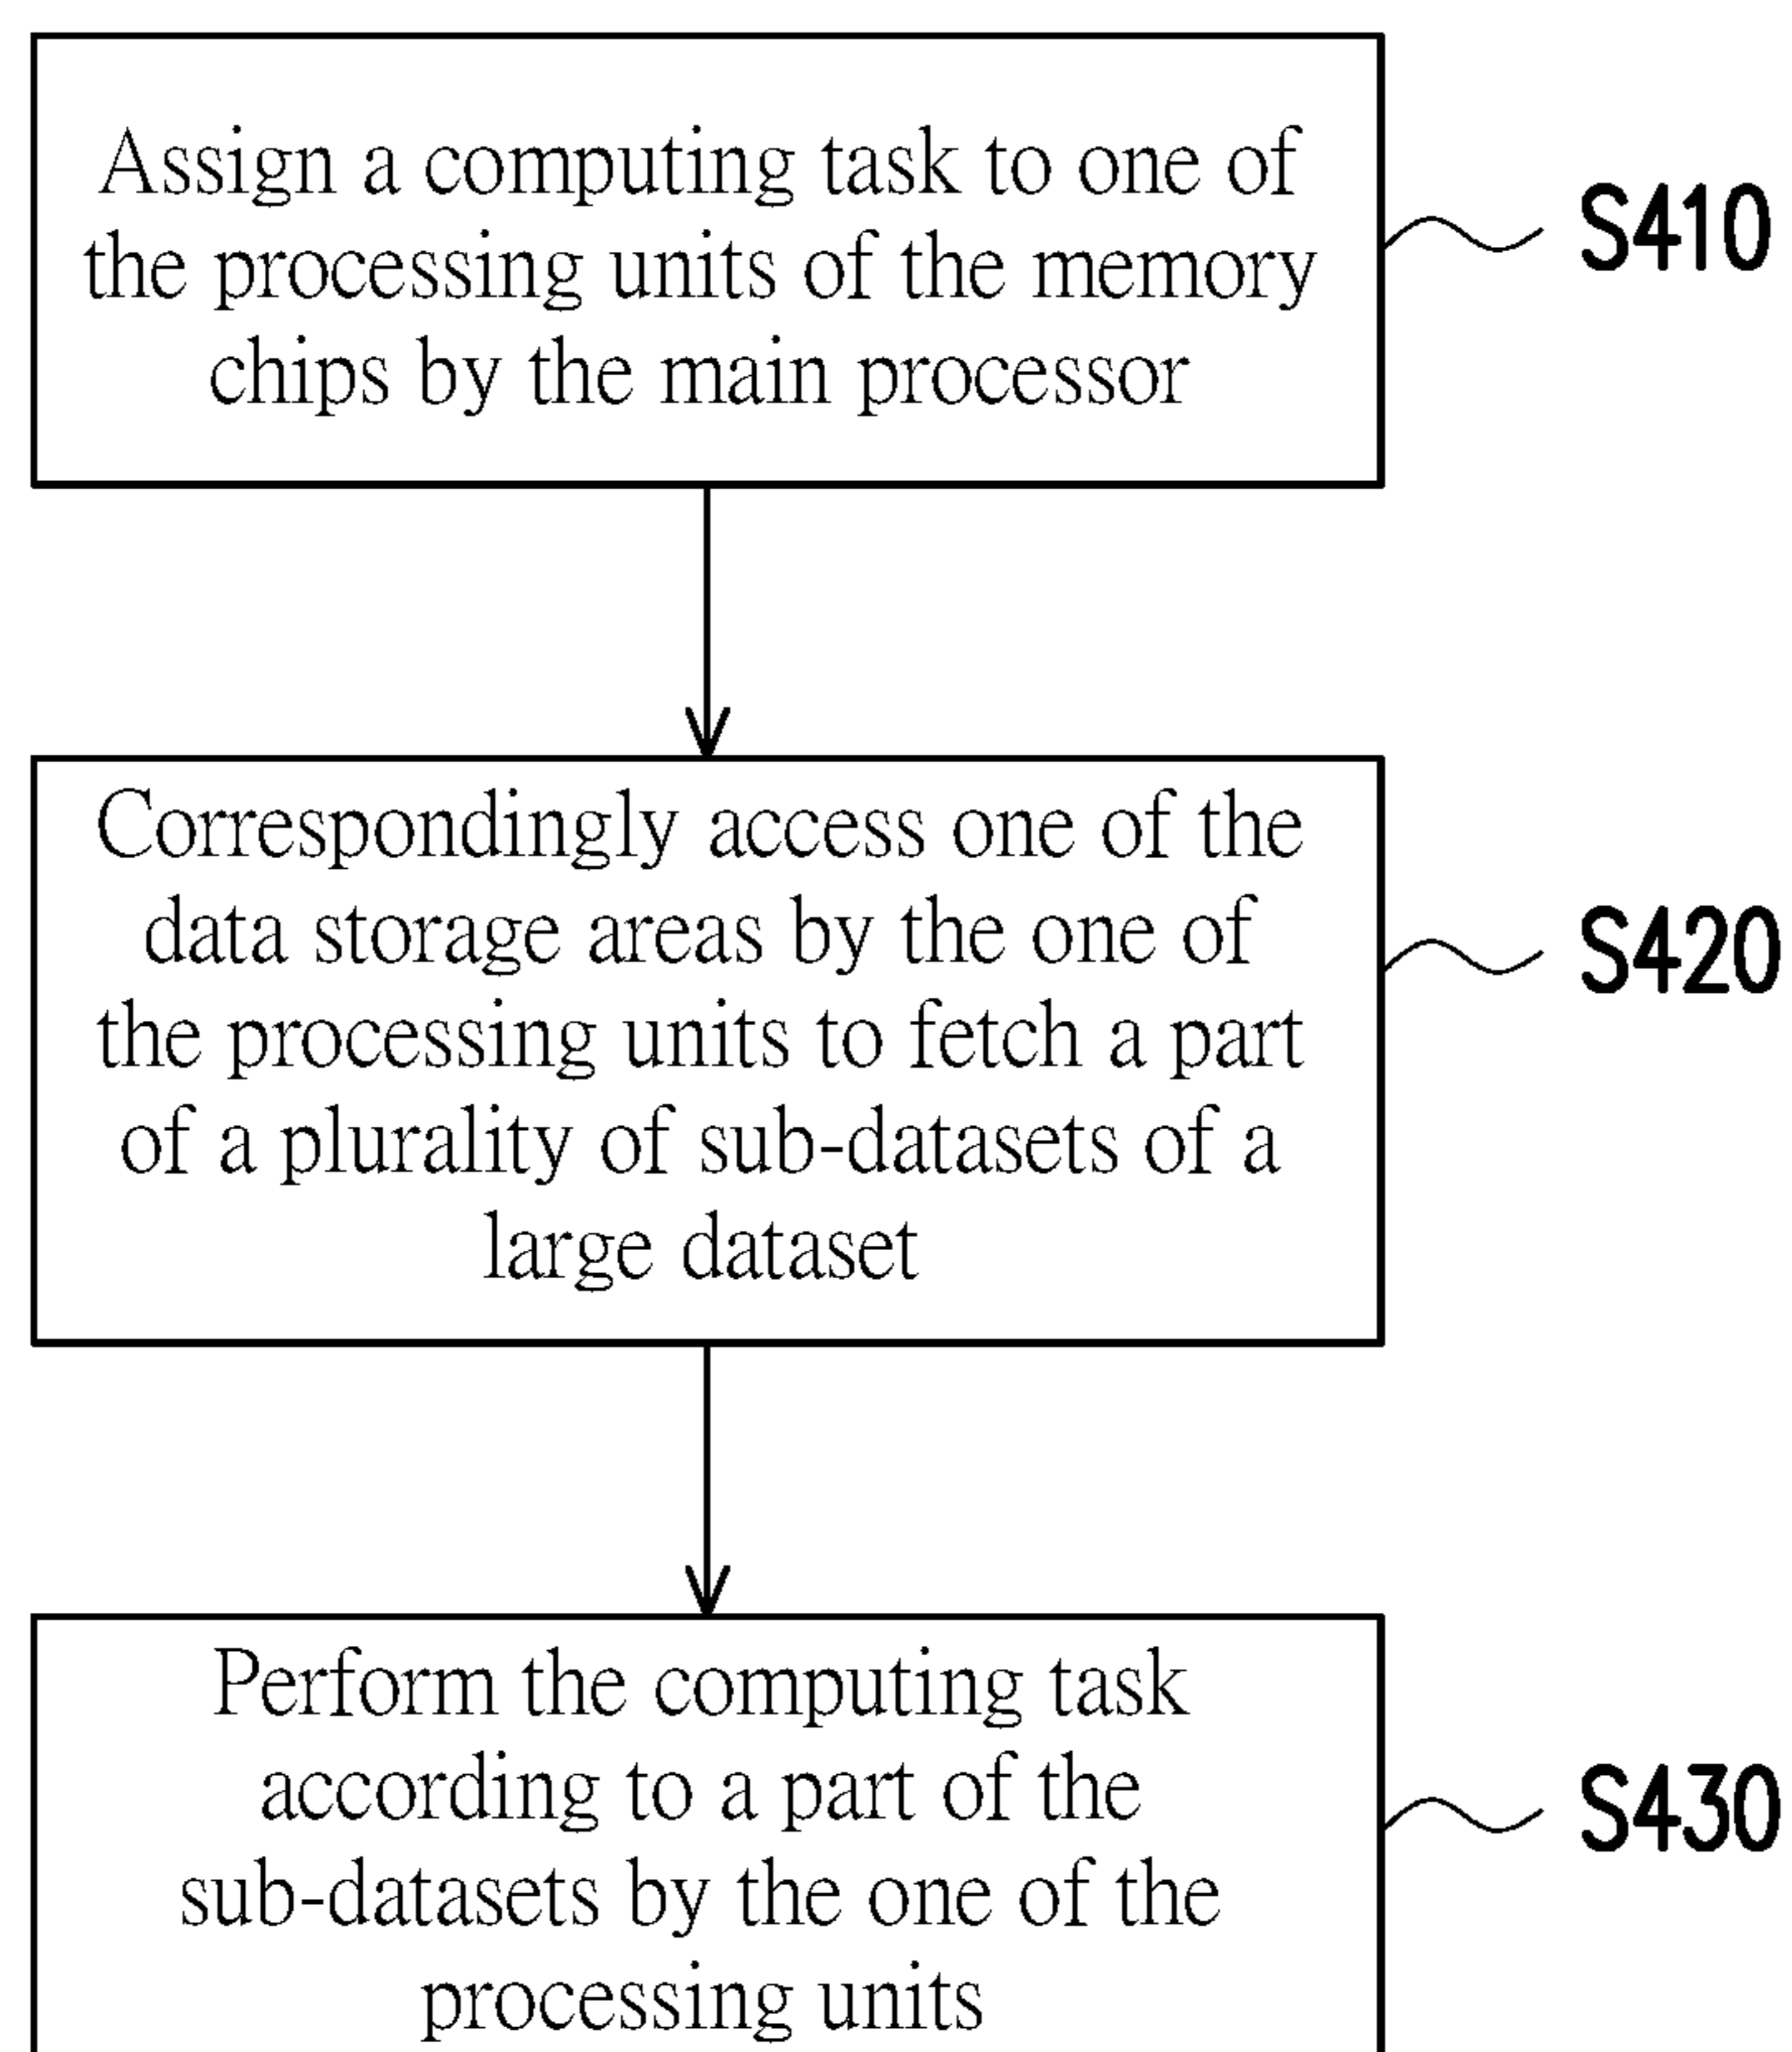 Assign a computing task to one of
the processing units of the memory
chips by the main processor
S410
Correspondingly access one of the
data storage areas by the one of
the processing units to fetch a part
of a plurality of sub-datasets of a
large dataset
S420
Perform the computing task
according to a part of the
sub-datasets by the one of the
processing units
S430